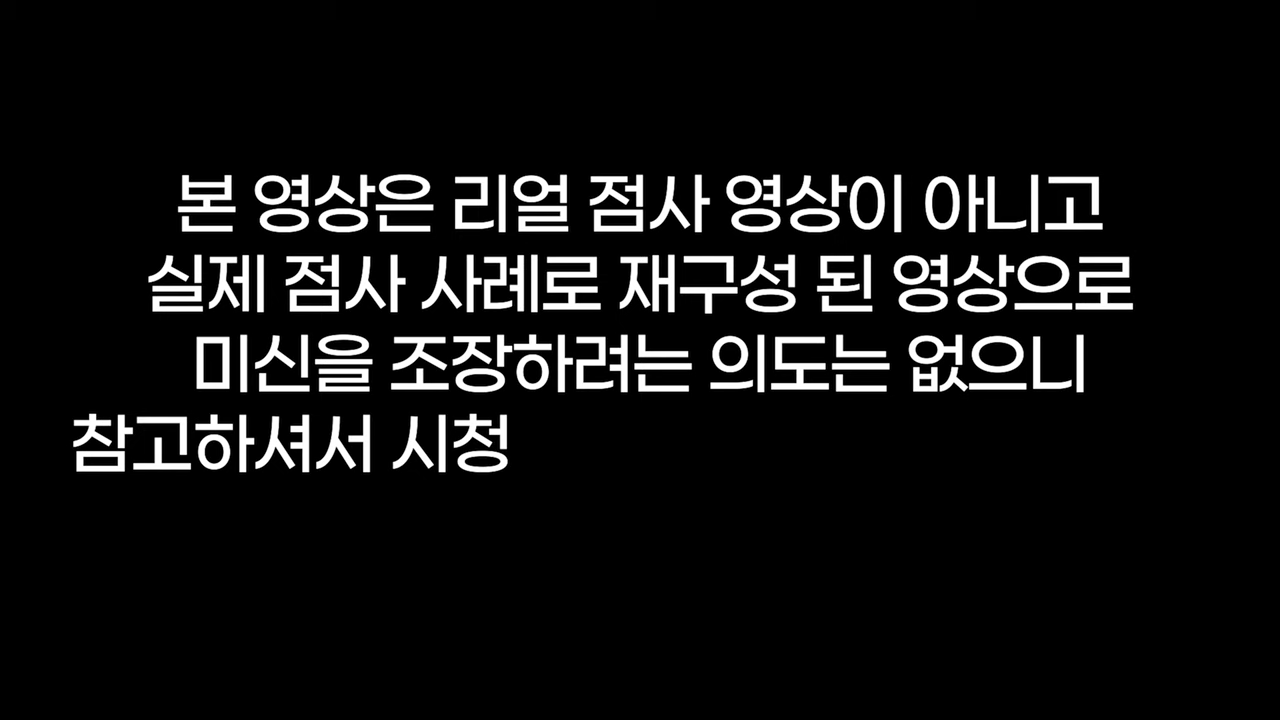 본 영상은 리얼 점사 영상이 아니고
실제 점사 사례로 재구성 된 영상으로
미신을 조장하려는 의도는 없으니
참고하셔서 시청